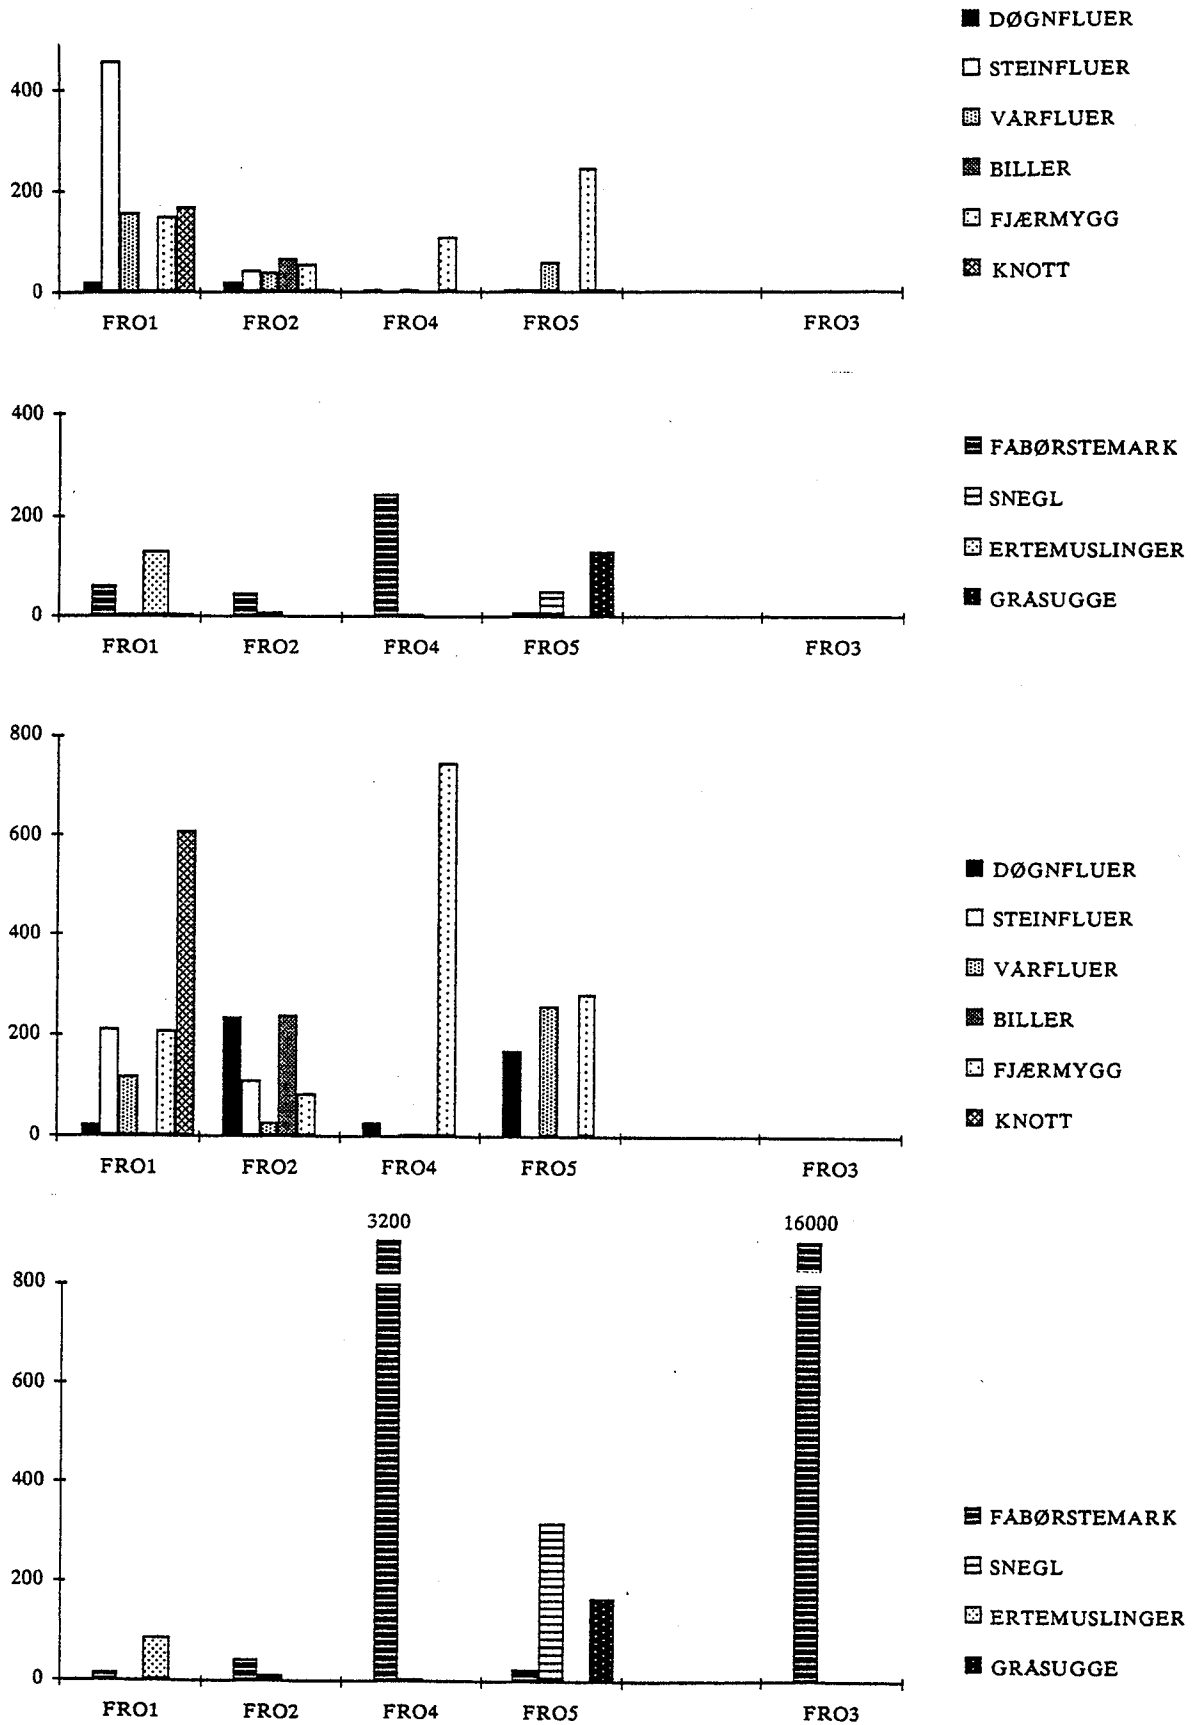 DØGNFLUER
STEINFLUER
VÅRFLUER
BILLER
FJÆRMYGG
KNOTT
400
200
0
FRO1 FRO2 FRO4 FRO5 FRO3
400
200
0
FÅBØRSTEMARK
SNEGL
ERTEMUSLINGER
GRÅSUGGE
FRO1 FRO2 FRO4 FRO5 FRO3
800
600
400
200
0
DØGNFLUER
STEINFLUER
VÅRFLUER
BILLER
FJÆRMYGG
KNOTT
FRO1 FRO2 FRO4 FRO5 FRO3
3200 16000
800
600
400
200
0
FÅBØRSTEMARK
SNEGL
ERTEMUSLINGER
GRÅSUGGE
FRO1 FRO2 FRO4 FRO5 FRO3